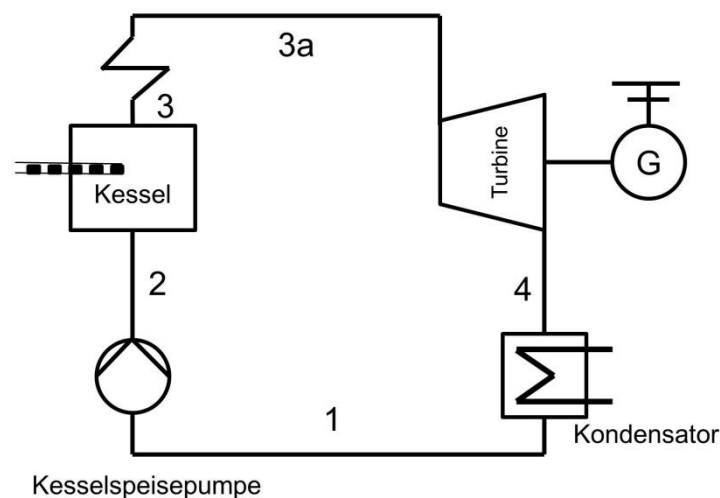 3a
3
Kessel
Turbine
G
2
4
1
Kondensator
Kesselspeisepumpe